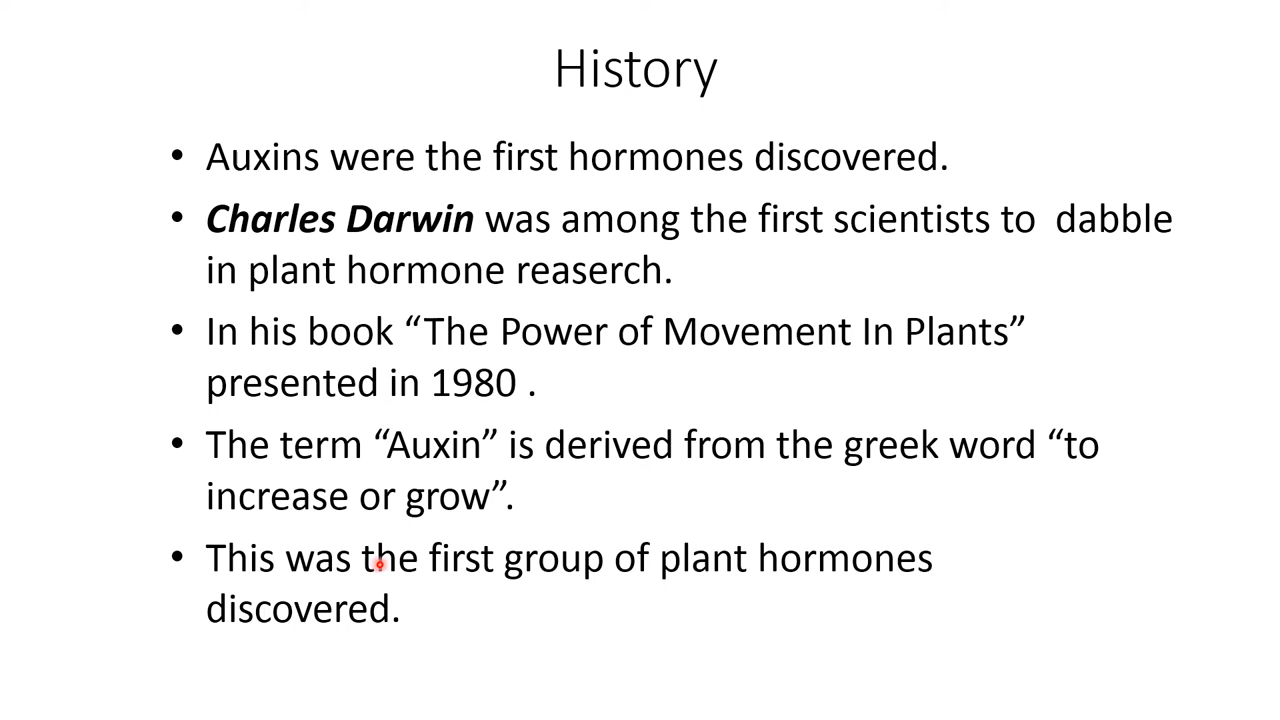 History
• Auxins were the first hormones discovered.
• Charles Darwin was among the first scientists to  dabble
in plant hormone reaserch.
• In his book “The Power of Movement In Plants”
presented in 1980 .
• The term “Auxin” is derived from the greek word “to
increase or grow”.
• This was the first group of plant hormones
discovered.